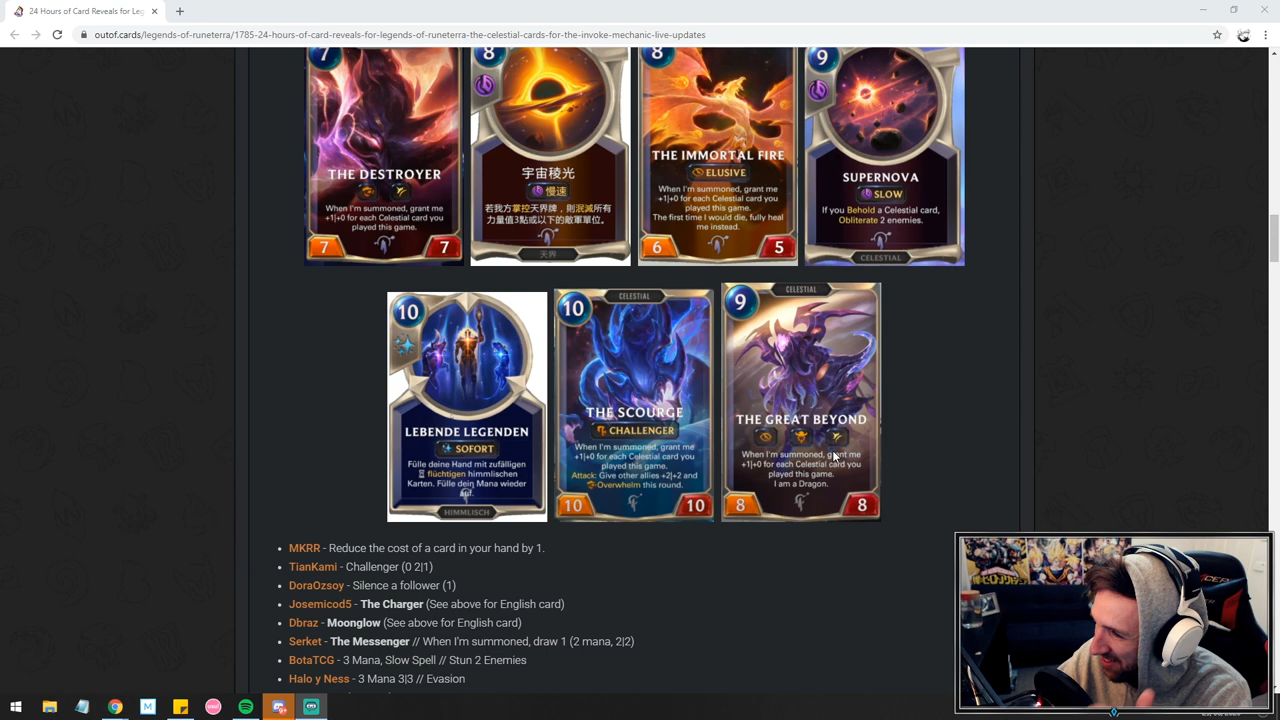 24 Hours of Card Reveals for Leg
outof.cards/legends-of-runeterra/1785-24-hours-of-card-reveals-for-legends-of-runeterra-the-celestial-cards-for-the-invoke-mechanic-live-updates
7
THE DESTROYER
When I'm summoned, grant me
+1|+0 for each Celestial card you
played this game.
7
7
8
宇宙稜光
慢速
若我方掌控天界牌，則泯滅所有
力量值3點或以下的敵軍單位。
天界
8
THE IMMORTAL FIRE
ELUSIVE
When I'm summoned, grant me
+1|+0 for each Celestial card you
played this game.
The first time I would die, fully heal
me instead.
6
5
9
SUPERNOVA
SLOW
If you Behold a Celestial card,
Obliterate 2 enemies.
CELESTIAL
10
LEBENDE LEGENDEN
SOFORT
Fülle deine Hand mit zufälligen
flüchtigen himmlischen
Karten. Fülle dein Mana wieder
auf.
HIMMLISCH
CELESTIAL
10
THE SCOURGE
CHALLENGER
When I'm summoned, grant me
+1|+0 for each Celestial card you
played this game.
Attack: Give other allies +2|+2 and
Overwhelm this round.
10
10
CELESTIAL
9
THE GREAT BEYOND
When I'm summoned, grant me
+1|+0 for each Celestial card you
played this game.
I am a Dragon.
8
8
MKRR - Reduce the cost of a card in your hand by 1.
TianKami - Challenger (0 2|1)
DoraOzsoy - Silence a follower (1)
Josemicod5 - The Charger (See above for English card)
Dbraz - Moonglow (See above for English card)
Serket - The Messenger // When I'm summoned, draw 1 (2 mana, 2|2)
BotaTCG - 3 Mana, Slow Spell // Stun 2 Enemies
Halo y Ness - 3 Mana 3|3 // Evasion
M